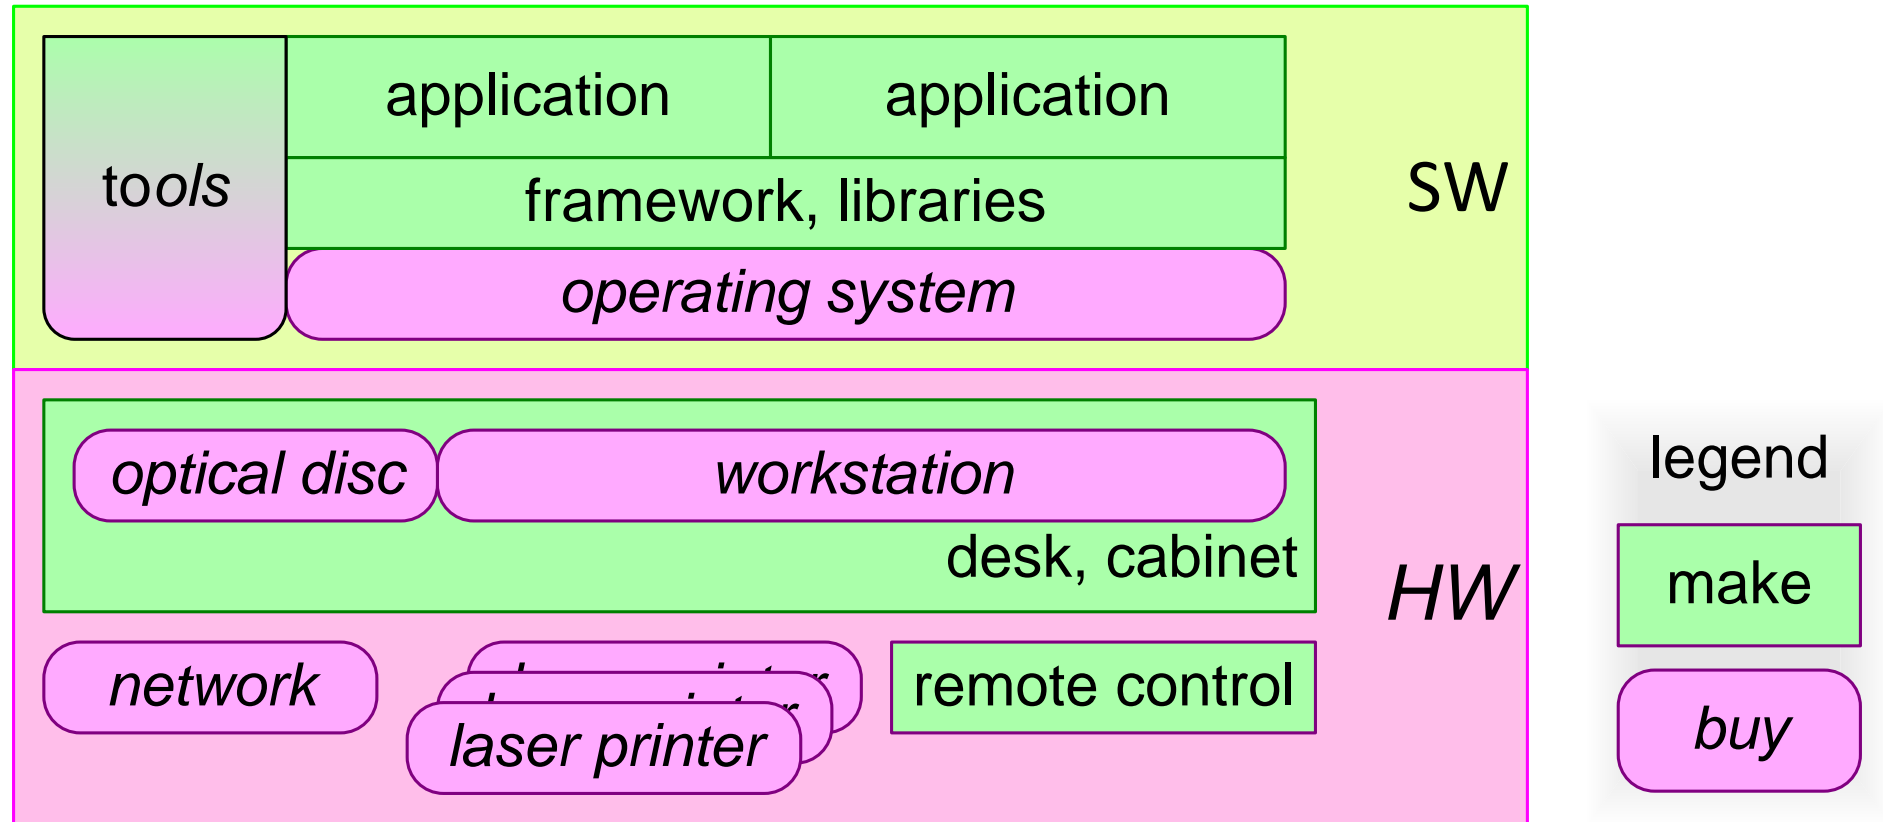 application
application
tools
framework, libraries
SW
operating system
optical disc
workstation
desk, cabinet
HW
network
laser printer
remote control
legend
make
buy